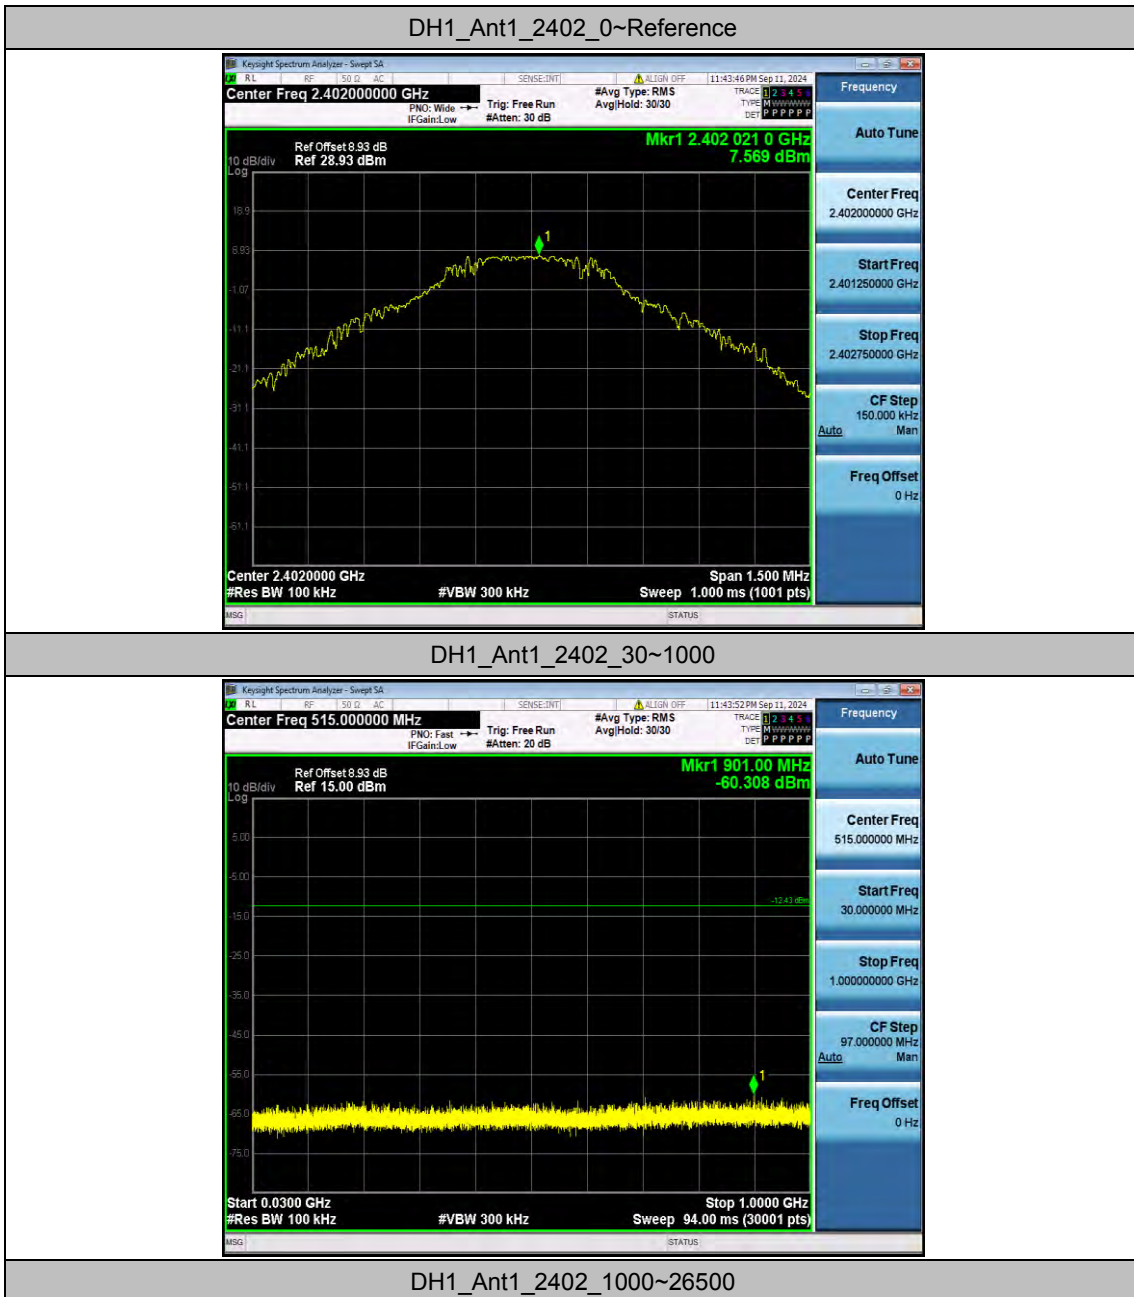 DH1_Ant1_2402_0~Reference
Keysight Spectrum Analyzer - Swept SA
RL RF 50 Ω AC SENSE:INT ALIGN OFF 11:43:46 PM Sep 11, 2024
Center Freq 2.402000000 GHz
PNO: Wide
IFGain:Low
Trig: Free Run
#Atten: 30 dB
#Avg Type: RMS
Avg|Hold: 30/30
TRACE 1 2 3 4 5 6
TYPE M
DET P P P P P P
Frequency
Mkr1 2.402 021 0 GHz
7.569 dBm
Ref Offset 8.93 dB
10 dB/div Ref 28.93 dBm
Log
18.9
8.93
-1.07
-11.1
-21.1
-31.1
-41.1
-51.1
-61.1
1
Center 2.4020000 GHz Span 1.500 MHz
#Res BW 100 kHz #VBW 300 kHz Sweep 1.000 ms (1001 pts)
MSG STATUS
Auto Tune
Center Freq
2.402000000 GHz
Start Freq
2.401250000 GHz
Stop Freq
2.402750000 GHz
CF Step
150.000 kHz
Auto Man
Freq Offset
0 Hz
DH1_Ant1_2402_30~1000
Keysight Spectrum Analyzer - Swept SA
RL RF 50 Ω AC SENSE:INT ALIGN OFF 11:43:52 PM Sep 11, 2024
Center Freq 515.000000 MHz
PNO: Fast
IFGain:Low
Trig: Free Run
#Atten: 20 dB
#Avg Type: RMS
Avg|Hold: 30/30
TRACE 1 2 3 4 5 6
TYPE M
DET P P P P P P
Frequency
Mkr1 901.00 MHz
-60.308 dBm
Ref Offset 8.93 dB
10 dB/div Ref 15.00 dBm
Log
5.00
-5.00
-12.43 dBm
-15.0
-25.0
-35.0
-45.0
-55.0
-65.0
-75.0
1
Start 0.0300 GHz Stop 1.0000 GHz
#Res BW 100 kHz #VBW 300 kHz Sweep 94.00 ms (30001 pts)
MSG STATUS
Auto Tune
Center Freq
515.000000 MHz
Start Freq
30.000000 MHz
Stop Freq
1.000000000 GHz
CF Step
97.000000 MHz
Auto Man
Freq Offset
0 Hz
DH1_Ant1_2402_1000~26500